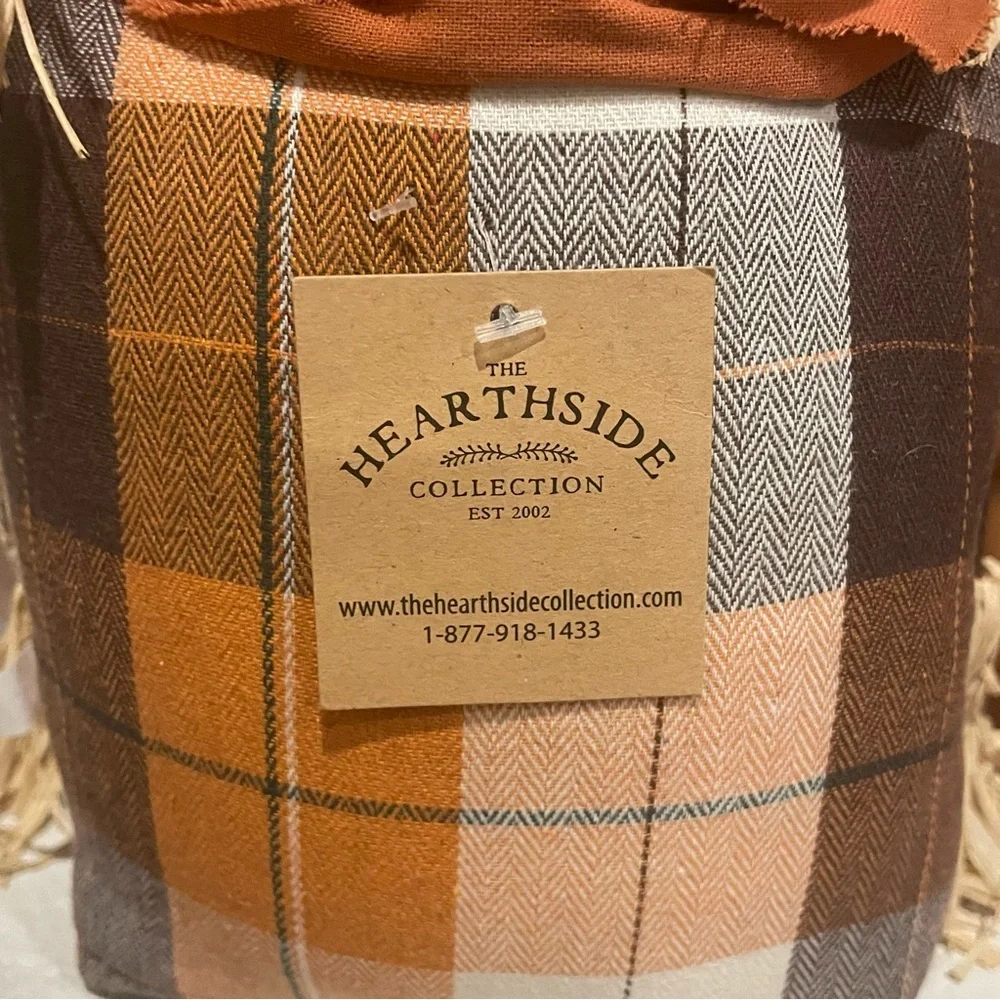 THE
HEARTHSIDE
COLLECTION
EST 2002
www.thehearthsidecollection.com
1-877-918-1433